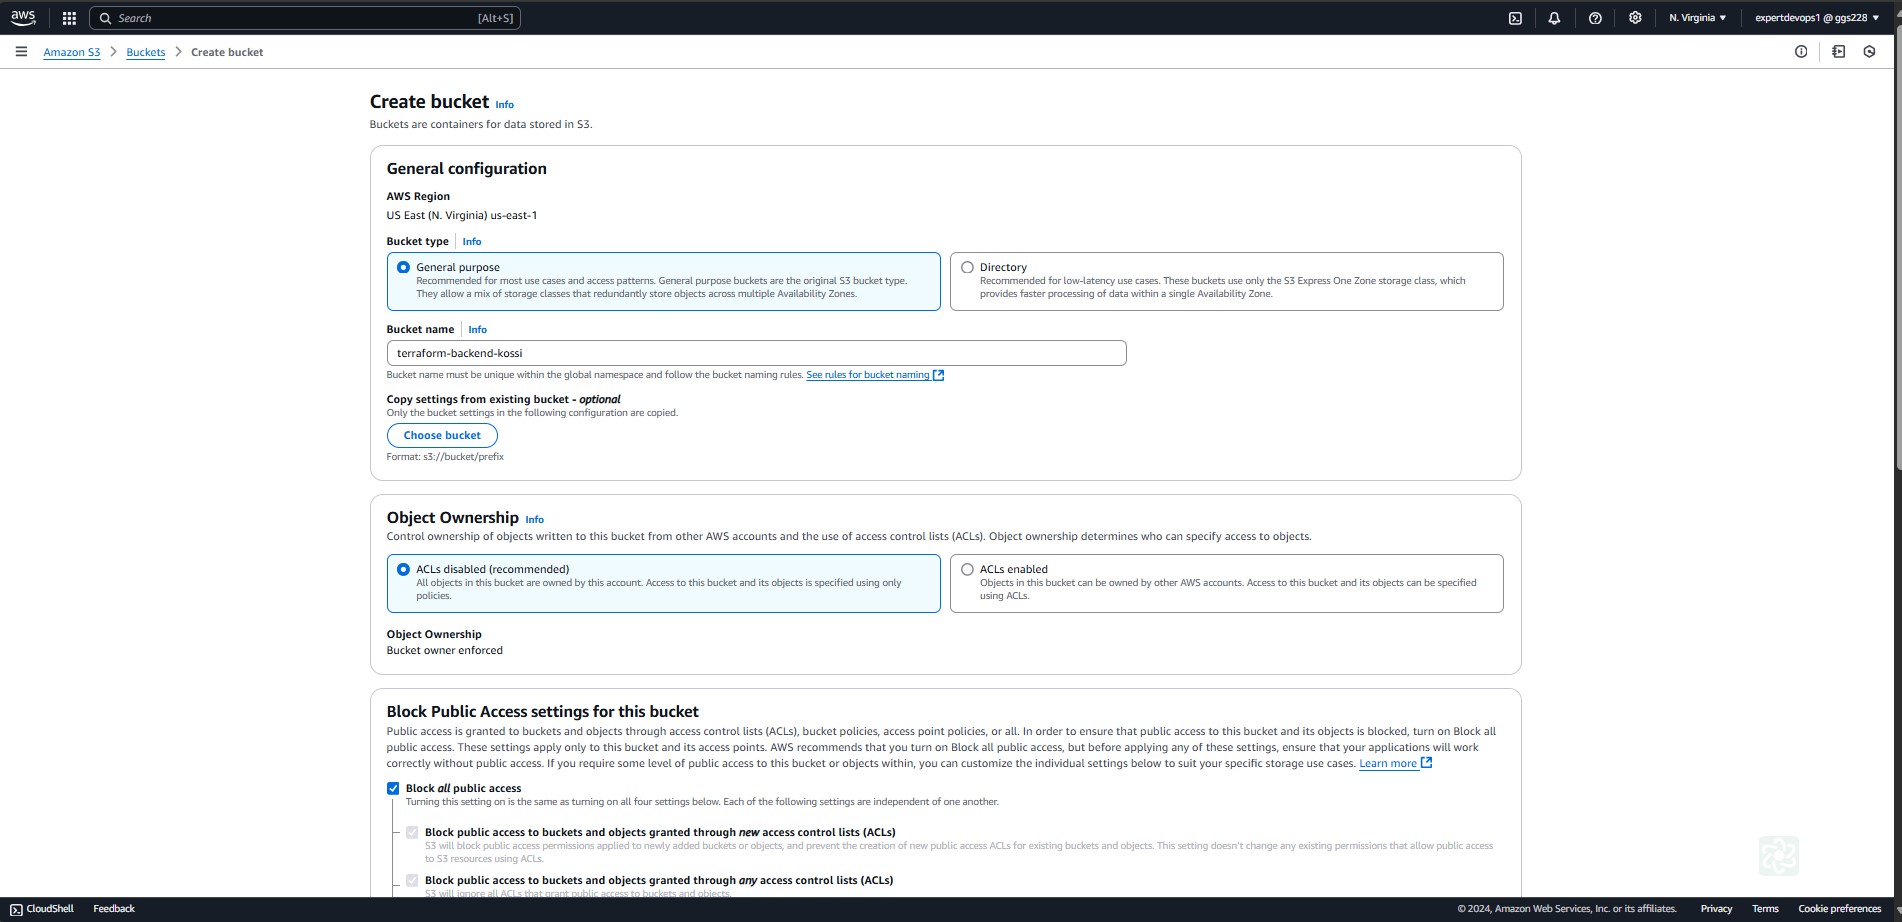 aws
Search
[Alt+S]
N. Virginia
expertdevops1 @ ggs228
Amazon S3
Buckets
Create bucket
Create bucket
Info
Buckets are containers for data stored in S3.
General configuration
AWS Region
US East (N. Virginia) us-east-1
Bucket type
Info
General purpose
Recommended for most use cases and access patterns. General purpose buckets are the original S3 bucket type.
They allow a mix of storage classes that redundantly store objects across multiple Availability Zones.
Directory
Recommended for low-latency use cases. These buckets use only the S3 Express One Zone storage class, which
provides faster processing of data within a single Availability Zone.
Bucket name
Info
terraform-backend-kossi
Bucket name must be unique within the global namespace and follow the bucket naming rules. See rules for bucket naming
Copy settings from existing bucket - optional
Only the bucket settings in the following configuration are copied.
Choose bucket
Format: s3://bucket/prefix
Object Ownership
Info
Control ownership of objects written to this bucket from other AWS accounts and the use of access control lists (ACLs). Object ownership determines who can specify access to objects.
ACLs disabled (recommended)
All objects in this bucket are owned by this account. Access to this bucket and its objects is specified using only
policies.
ACLs enabled
Objects in this bucket can be owned by other AWS accounts. Access to this bucket and its objects can be specified
using ACLs.
Object Ownership
Bucket owner enforced
Block Public Access settings for this bucket
Public access is granted to buckets and objects through access control lists (ACLs), bucket policies, access point policies, or all. In order to ensure that public access to this bucket and its objects is blocked, turn on Block all
public access. These settings apply only to this bucket and its access points. AWS recommends that you turn on Block all public access, but before applying any of these settings, ensure that your applications will work
correctly without public access. If you require some level of public access to this bucket or objects within, you can customize the individual settings below to suit your specific storage use cases. Learn more
Block all public access
Turning this setting on is the same as turning on all four settings below. Each of the following settings are independent of one another.
Block public access to buckets and objects granted through new access control lists (ACLs)
S3 will block public access permissions applied to newly added buckets or objects, and prevent the creation of new public access ACLs for existing buckets and objects. This setting doesn't change any existing permissions that allow public access
to S3 resources using ACLs.
Block public access to buckets and objects granted through any access control lists (ACLs)
S3 will ignore all ACLs that grant public access to buckets and objects.
CloudShell
Feedback
© 2024, Amazon Web Services, Inc. or its affiliates.
Privacy
Terms
Cookie preferences